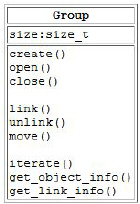 Group
size:size_t
create()
open()
close()
link()
unlink()
move()
iterate()
get_object_info()
get_link_info()